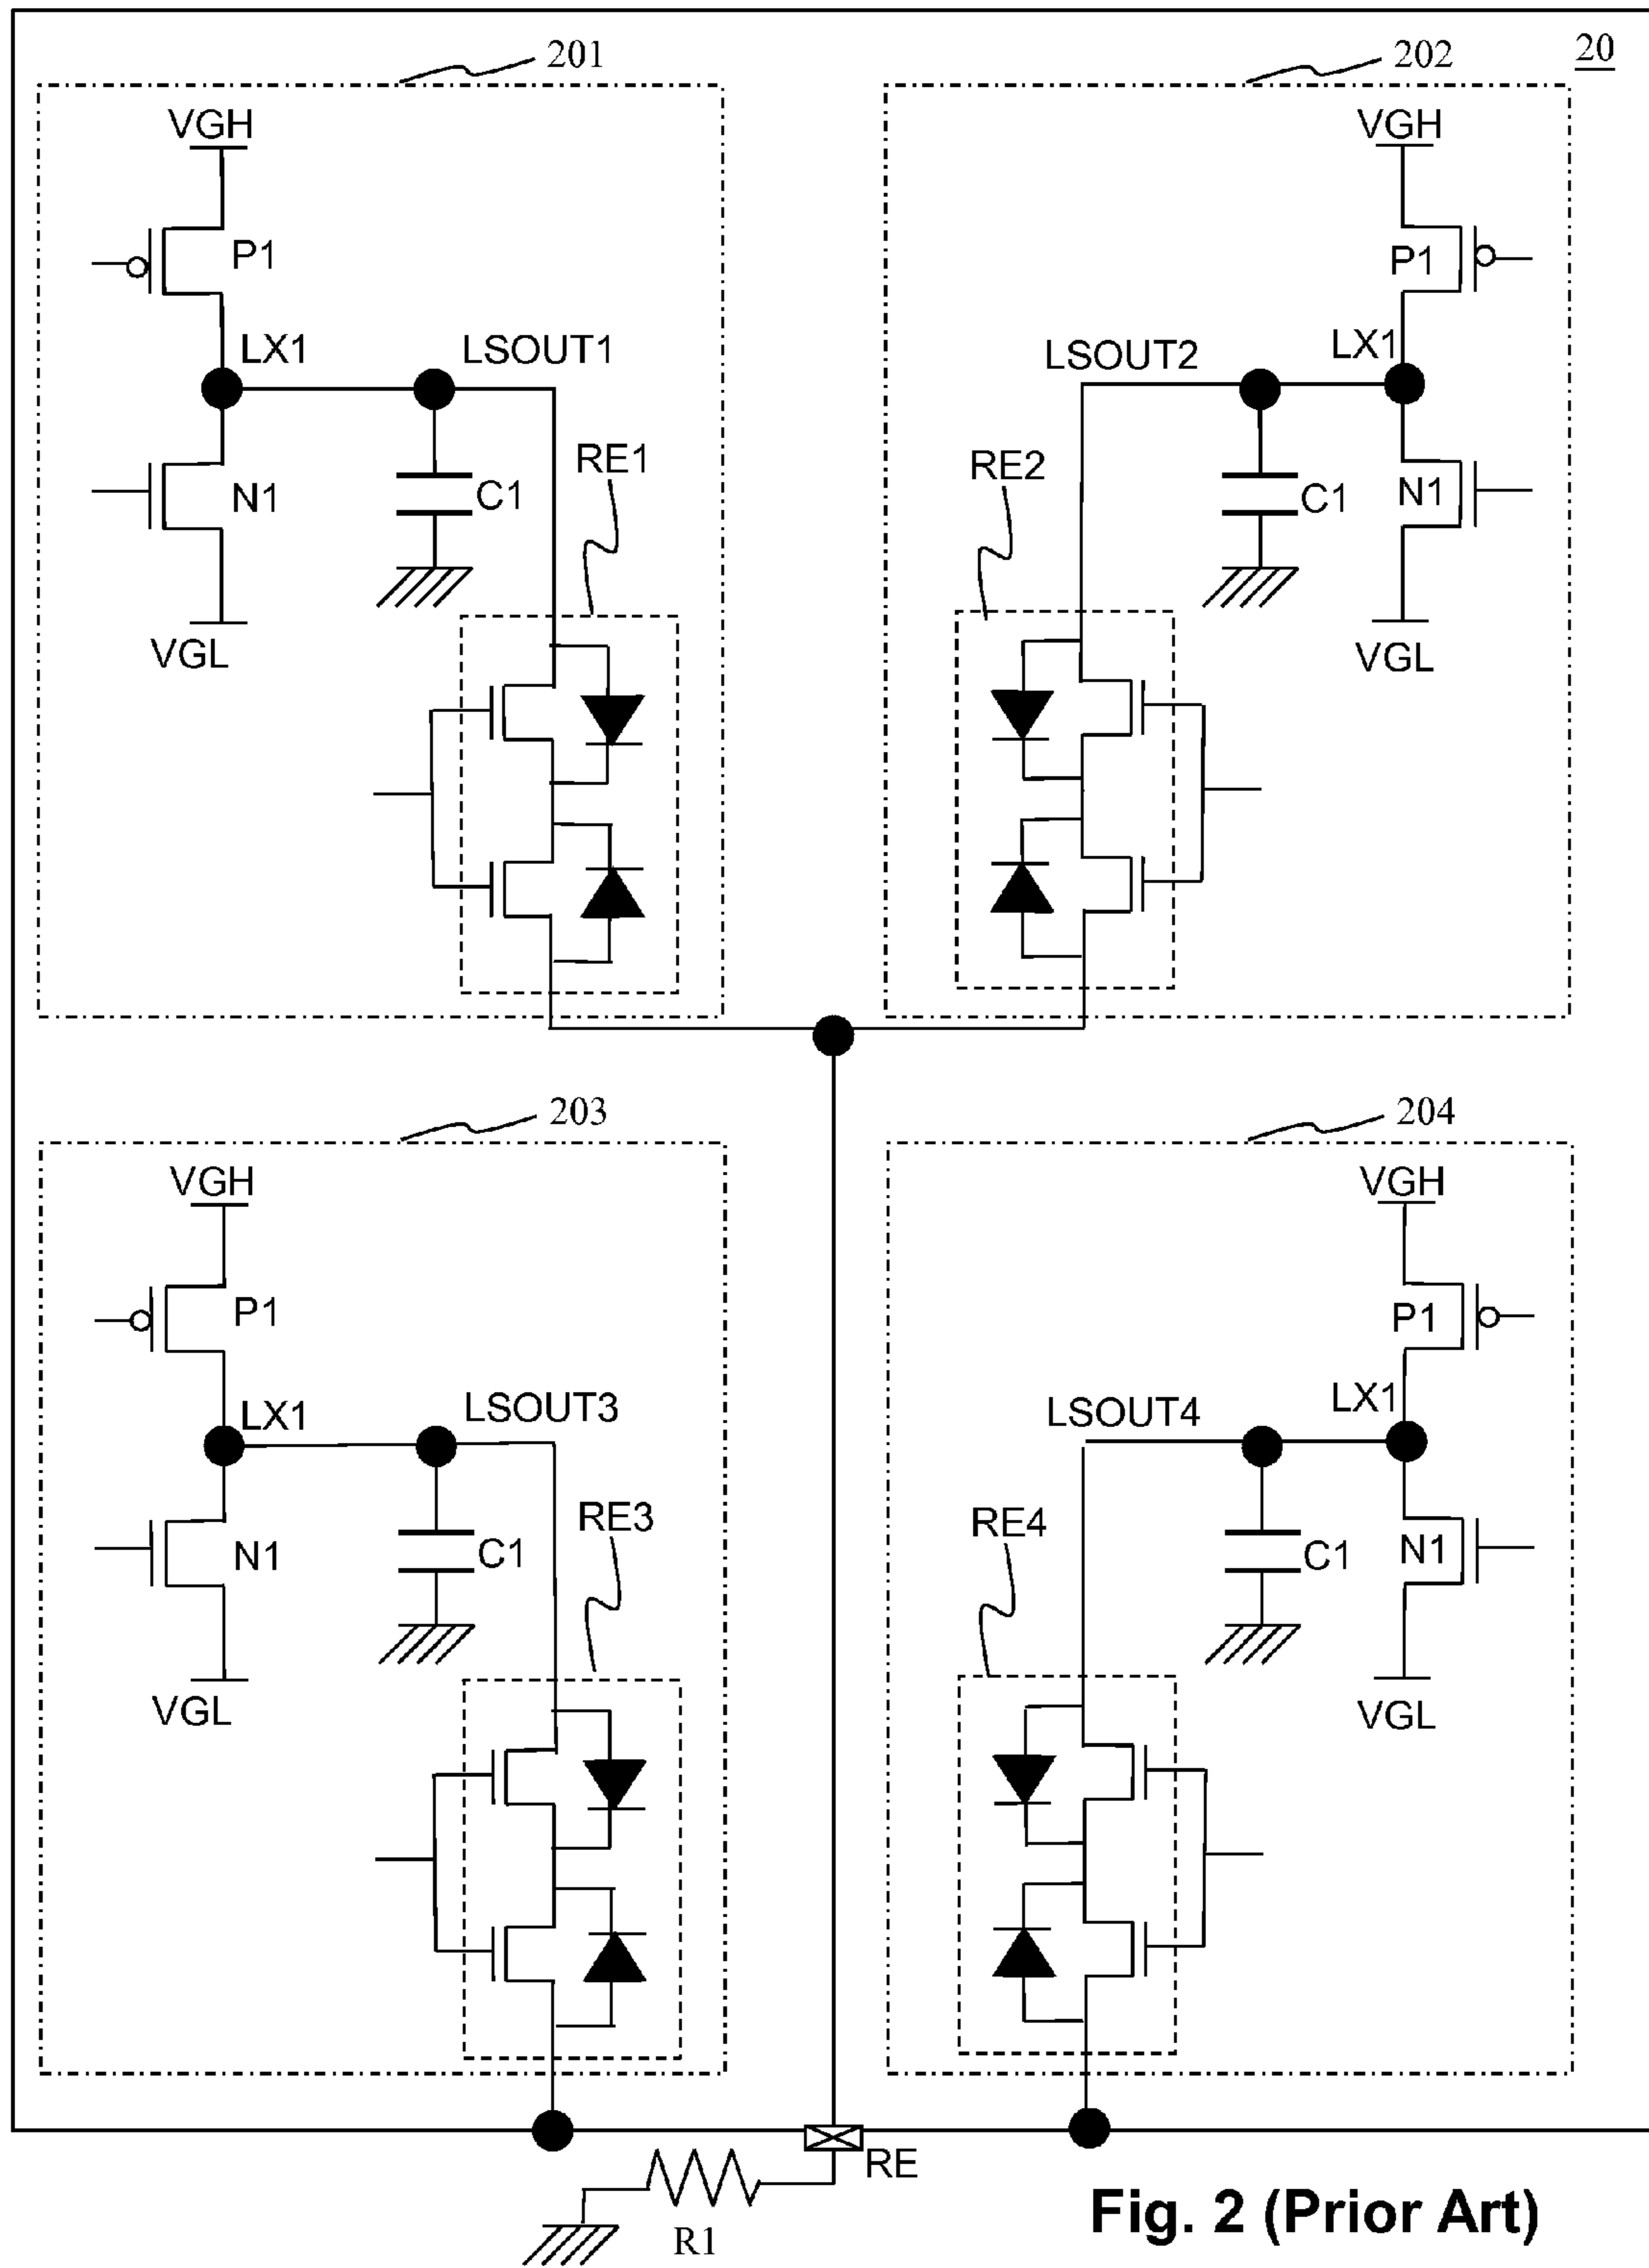 20
201
VGH
P1
LX1
LSOUT1
RE1
C1
N1
VGL
202
VGH
P1
LX1
LSOUT2
RE2
C1
N1
VGL
203
VGH
P1
LX1
LSOUT3
RE3
C1
N1
VGL
204
VGH
P1
LX1
LSOUT4
RE4
C1
N1
VGL
RE
R1
Fig. 2 (Prior Art)